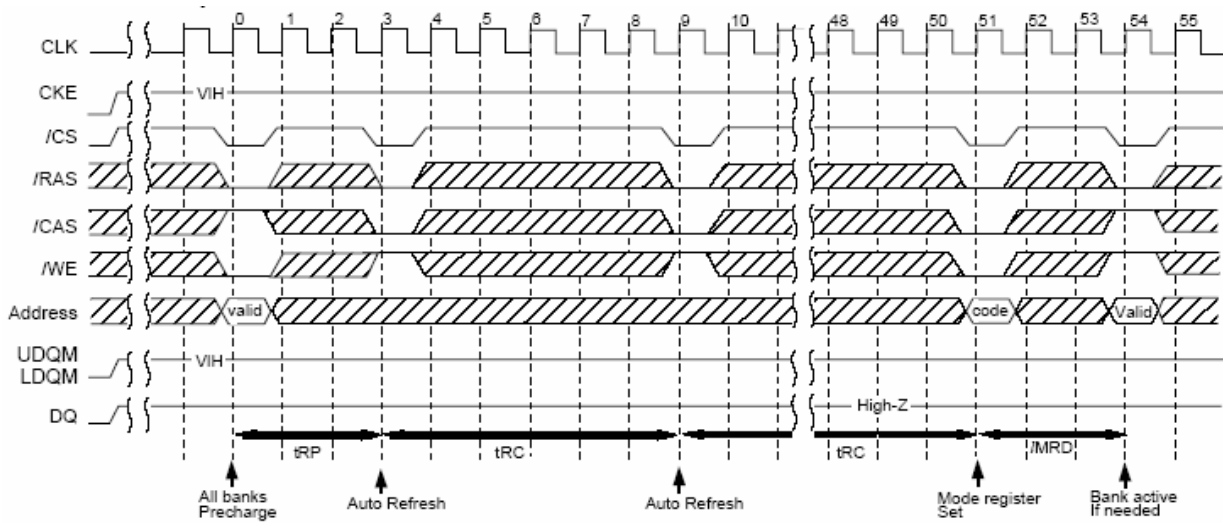 0 1 2 3 4 5 6 7 8 9 10 48 49 50 51 52 53 54 55
CLK
CKE VIH
/CS
/RAS
/CAS
/WE
Address valid code Valid
UDQM VIH
LDQM
DQ High-Z
tRP tRC tRC /MRD
All banks
Precharge
Auto Refresh
Auto Refresh
Mode register
Set
Bank active
If needed